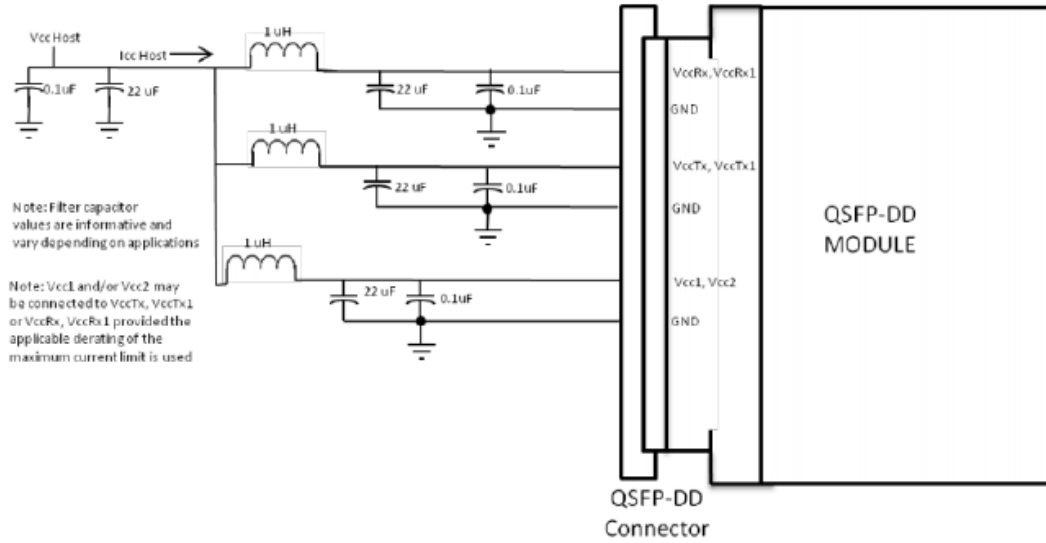 Vcc Host
Icc Host
0.1uF
22 uF
1 uH
22 uF
0.1uF
VccRx, VccRx1
GND
1 uH
22 uF
0.1uF
VccTx, VccTx1
GND
Note: Filter capacitor
values are informative and
vary depending on applications
1 uH
22 uF
0.1uF
Vcc1, Vcc2
GND
Note: Vcc1 and/or Vcc2 may
be connected to VccTx, VccTx1
or VccRx, VccRx1 provided the
applicable derating of the
maximum current limit is used
QSFP-DD
MODULE
QSFP-DD
Connector